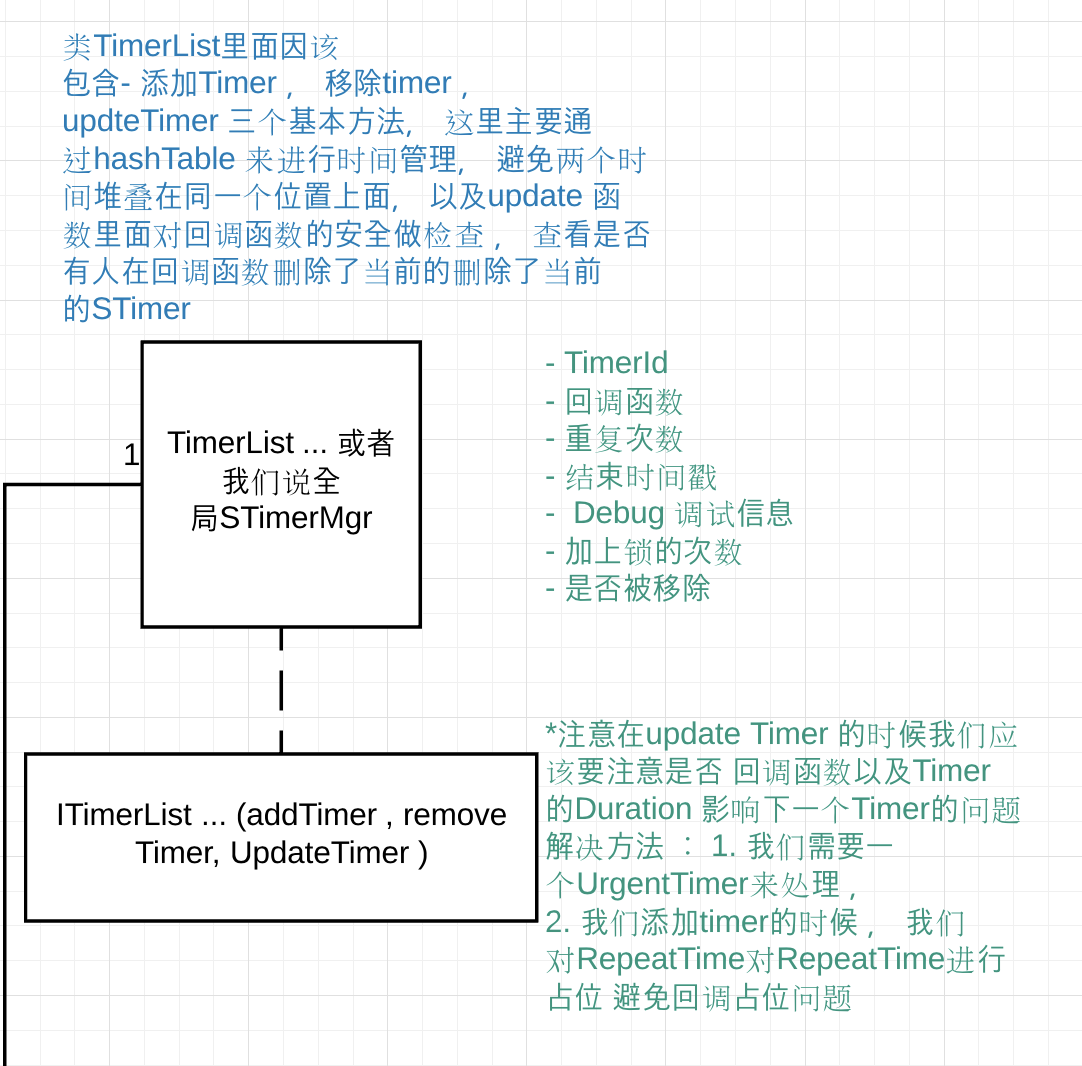 类TimerList里面因该
包含- 添加Timer ,　移除timer ,
updteTimer 三个基本方法,　这里主要通
过hashTable 来进行时间管理,　避免两个时
间堆叠在同一个位置上面,　以及update 函
数里面对回调函数的安全做检查 ,　查看是否
有人在回调函数删除了当前的删除了当前
的STimer
- TimerId
- 回调函数
- 重复次数
- 结束时间戳
-  Debug 调试信息
- 加上锁的次数
- 是否被移除
1
TimerList ... 或者
我们说全
局STimerMgr
ITimerList ... (addTimer , remove
Timer, UpdateTimer )
*注意在update Timer 的时候我们应
该要注意是否 回调函数以及Timer
的Duration 影响下一个Timer的问题
解决方法 ： 1. 我们需要一
个UrgentTimer来处理 ,
2. 我们添加timer的时候 ,　我们
对RepeatTime对RepeatTime进行
占位 避免回调占位问题